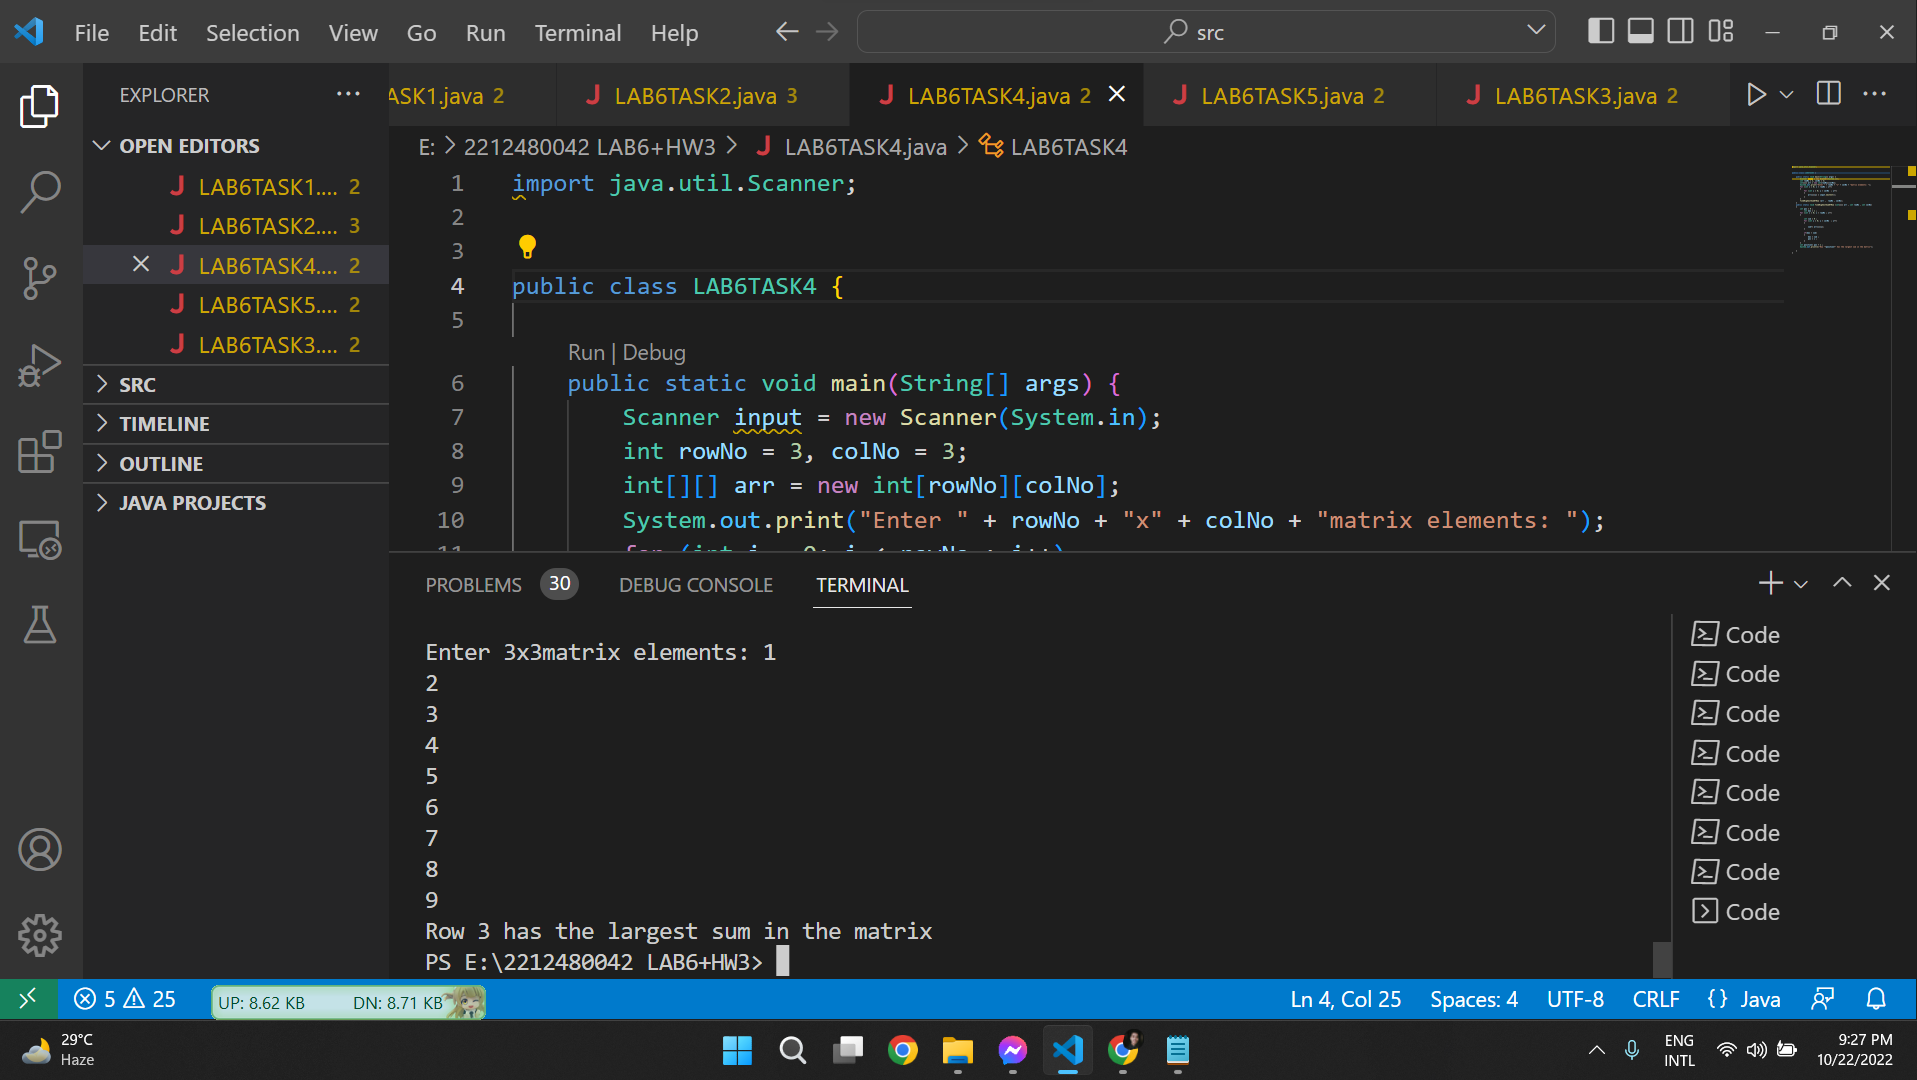 File Edit Selection View Go Run Terminal Help
src
EXPLORER
OPEN EDITORS
LAB6TASK1.... 2
LAB6TASK2.... 3
LAB6TASK4.... 2
LAB6TASK5.... 2
LAB6TASK3.... 2
SRC
TIMELINE
OUTLINE
JAVA PROJECTS
ASK1.java 2
LAB6TASK2.java 3
LAB6TASK4.java 2
LAB6TASK5.java 2
LAB6TASK3.java 2
E: > 2212480042 LAB6+HW3 > LAB6TASK4.java > LAB6TASK4
1 import java.util.Scanner;
2
3
4 public class LAB6TASK4 {
5
Run | Debug
6 public static void main(String[] args) {
7 Scanner input = new Scanner(System.in);
8 int rowNo = 3, colNo = 3;
9 int[][] arr = new int[rowNo][colNo];
10 System.out.print("Enter " + rowNo + "x" + colNo + "matrix elements: ");
11 for (int i = 0; i < rowNo ; i++)
PROBLEMS 30 DEBUG CONSOLE TERMINAL
Enter 3x3matrix elements: 1
2
3
4
5
6
7
8
9
Row 3 has the largest sum in the matrix
PS E:\2212480042 LAB6+HW3>
Code
Code
Code
Code
Code
Code
Code
Code
5 25
UP: 8.62 KB DN: 8.71 KB
Ln 4, Col 25 Spaces: 4 UTF-8 CRLF {} Java
29°C
Haze
ENG
INTL
9:27 PM
10/22/2022